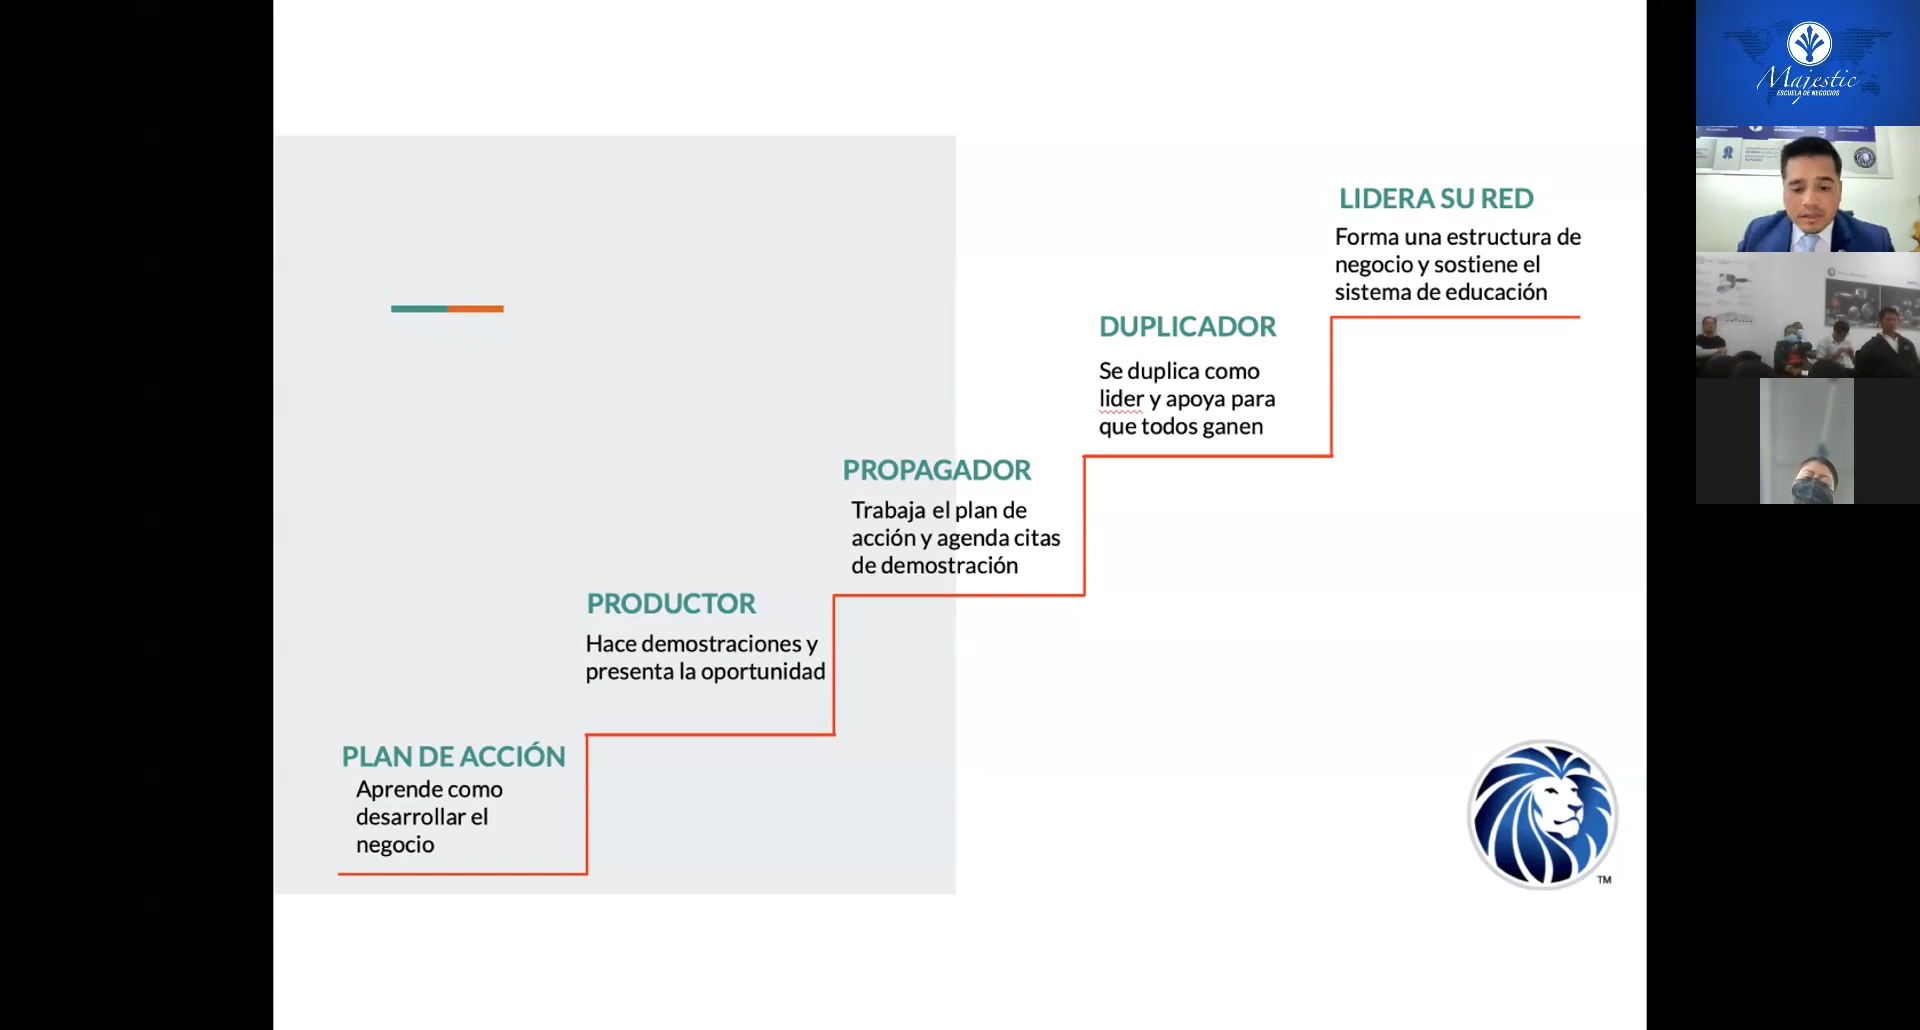 LIDERA SU RED
Forma una estructura de
negocio y sostiene el
sistema de educación
DUPLICADOR
Se duplica como
lider y apoya para
que todos ganen
PROPAGADOR
Trabaja el plan de
acción y agenda citas
de demostración
PRODUCTOR
Hace demostraciones y
presenta la oportunidad
PLAN DE ACCIÓN
Aprende como
desarrollar el
negocio
TM
Majestic
ESCUELA DE NEGOCIOS